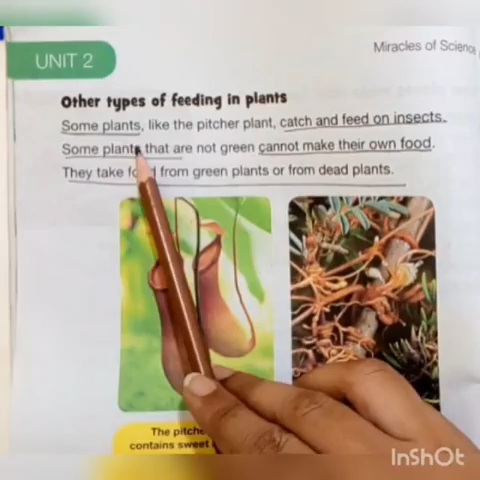 UNIT 2
Miracles of Science
Other types of feeding in plants
Some plants, like the pitcher plant, catch and feed on insects.
Some plants that are not green cannot make their own food.
They take from green plants or from dead plants.
The
contains sweet
InShOt